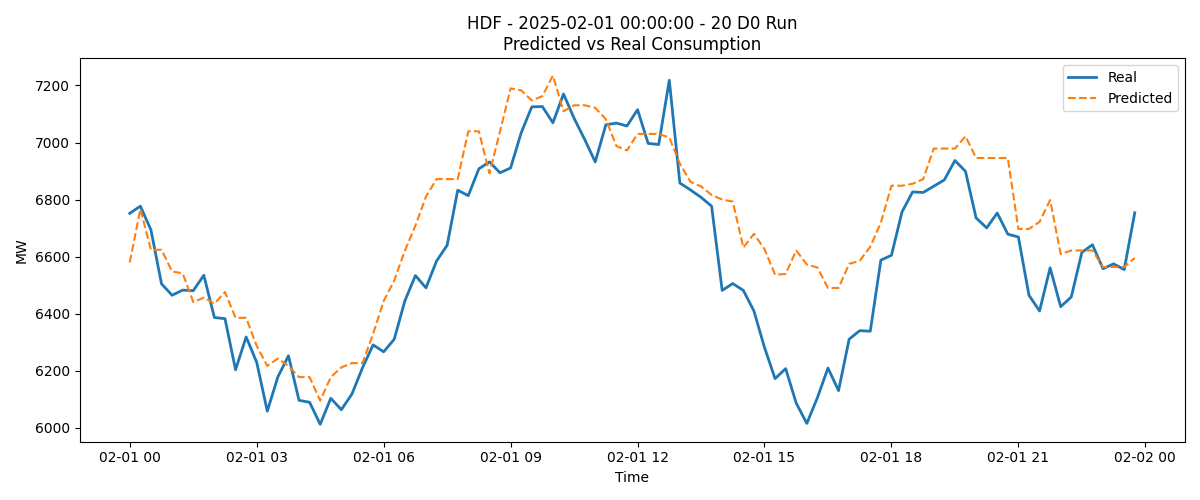 HDF - 2025-02-01 00:00:00 - 20 D0 Run
Predicted vs Real Consumption
Real
Predicted
MW
7200
7000
6800
6600
6400
6200
6000
02-01 00
02-01 03
02-01 06
02-01 09
02-01 12
02-01 15
02-01 18
02-01 21
02-02 00
Time